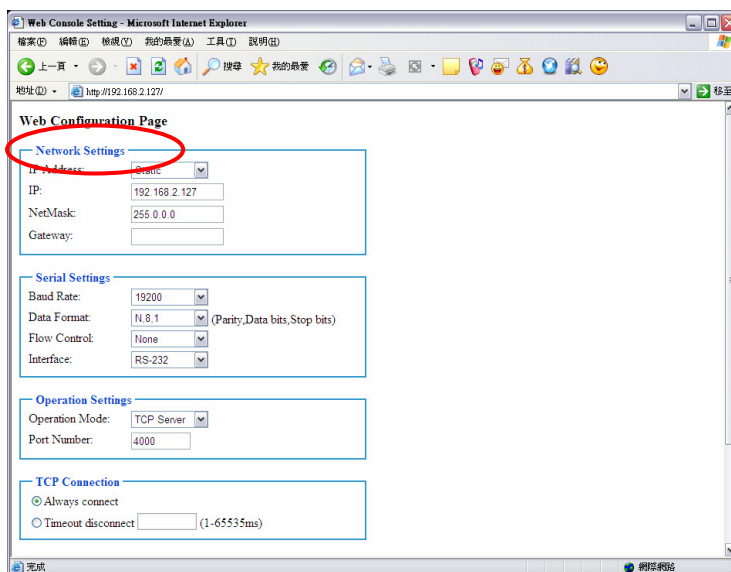 Web Console Setting - Microsoft Internet Explorer
檔案(F) 編輯(E) 檢視(V) 我的最愛(A) 工具(T) 說明(H)
上一頁 搜尋 我的最愛
網址(D) http://192.168.2.127/ 移至
Web Configuration Page
Network Settings
IP Address: Static
IP: 192.168.2.127
NetMask: 255.0.0.0
Gateway:
Serial Settings
Baud Rate: 19200
Data Format: N,8,1 (Parity,Data bits,Stop bits)
Flow Control: None
Interface: RS-232
Operation Settings
Operation Mode: TCP Server
Port Number: 4000
TCP Connection
Always connect
Timeout disconnect (1-65535ms)
完成 網際網路